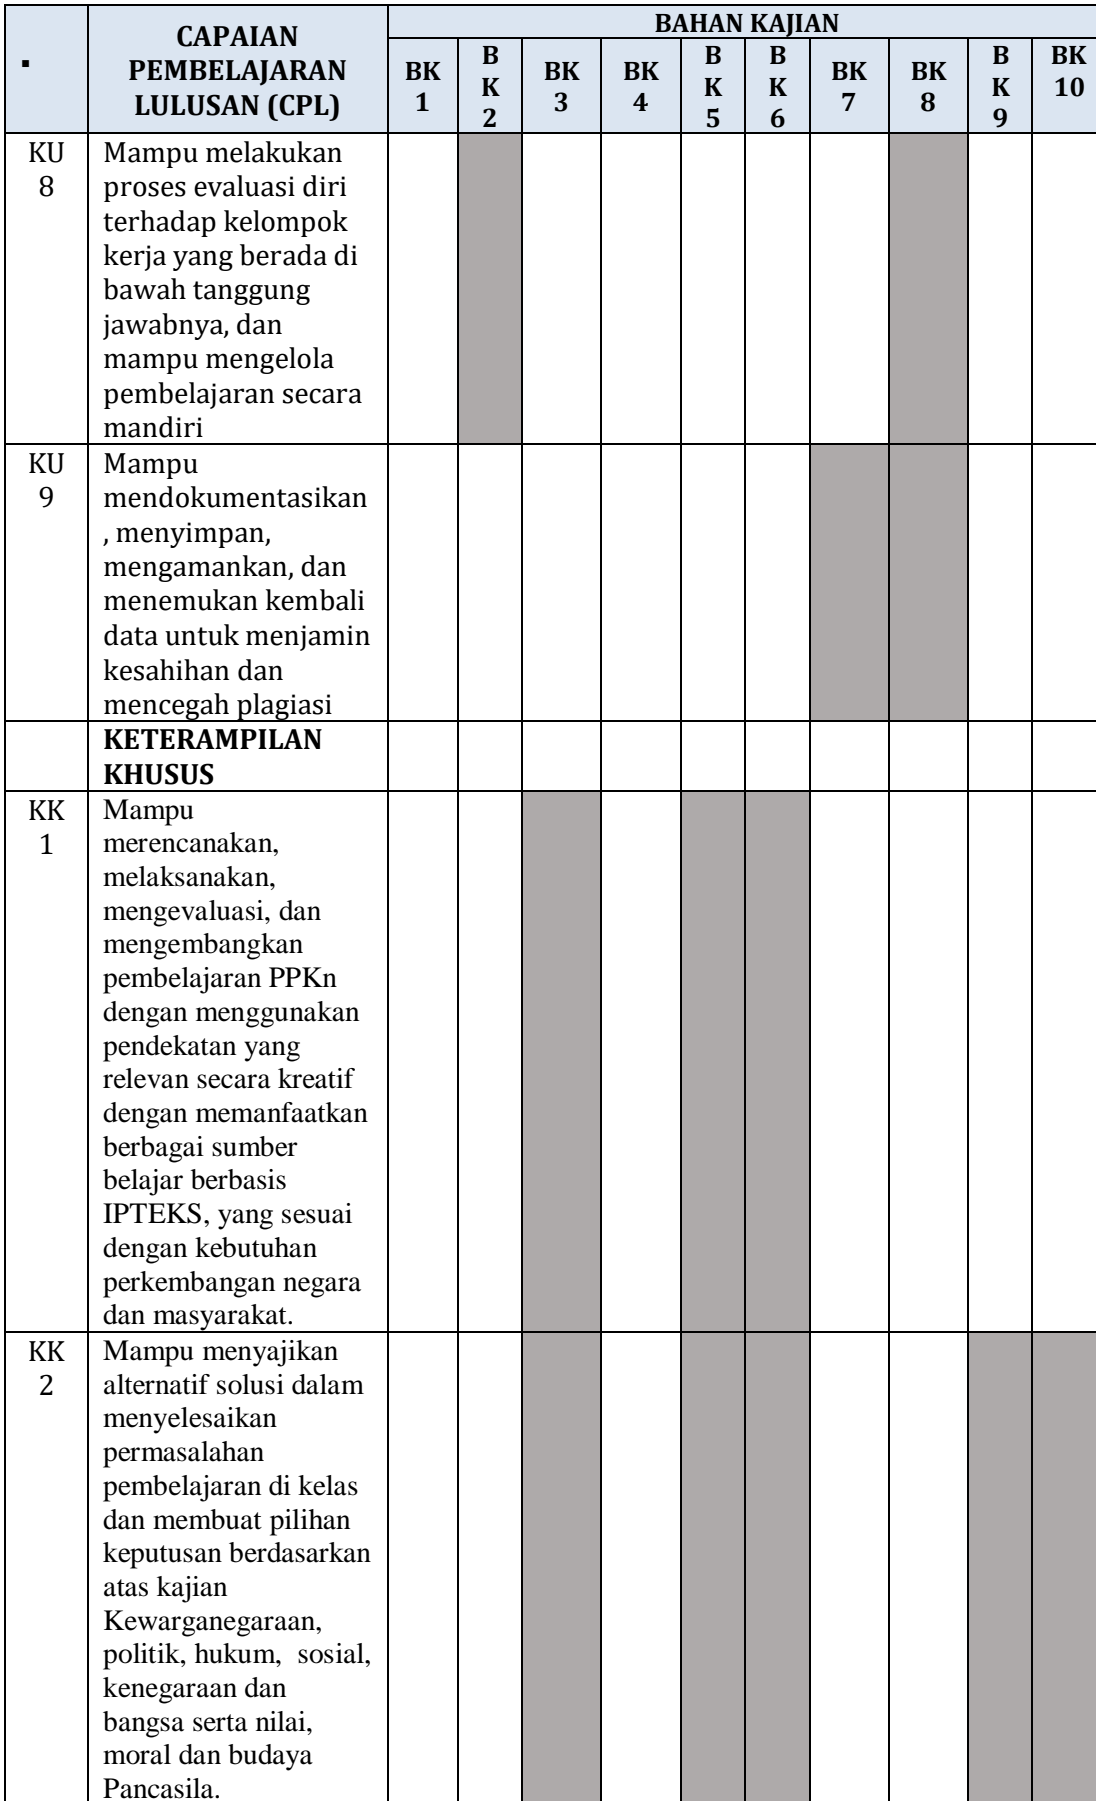 BAHAN KAJIAN
▪
CAPAIAN
PEMBELAJARAN
LULUSAN (CPL)
BK
1
B
K
2
BK
3
BK
4
B
K
5
B
K
6
BK
7
BK
8
B
K
9
BK
10
KU
8
Mampu melakukan
proses evaluasi diri
terhadap kelompok
kerja yang berada di
bawah tanggung
jawabnya, dan
mampu mengelola
pembelajaran secara
mandiri
KU
9
Mampu
mendokumentasikan
, menyimpan,
mengamankan, dan
menemukan kembali
data untuk menjamin
kesahihan dan
mencegah plagiasi
KETERAMPILAN
KHUSUS
KK
1
Mampu
merencanakan,
melaksanakan,
mengevaluasi, dan
mengembangkan
pembelajaran PPKn
dengan menggunakan
pendekatan yang
relevan secara kreatif
dengan memanfaatkan
berbagai sumber
belajar berbasis
IPTEKS, yang sesuai
dengan kebutuhan
perkembangan negara
dan masyarakat.
KK
2
Mampu menyajikan
alternatif solusi dalam
menyelesaikan
permasalahan
pembelajaran di kelas
dan membuat pilihan
keputusan berdasarkan
atas kajian
Kewarganegaraan,
politik, hukum,  sosial,
kenegaraan dan
bangsa serta nilai,
moral dan budaya
Pancasila.